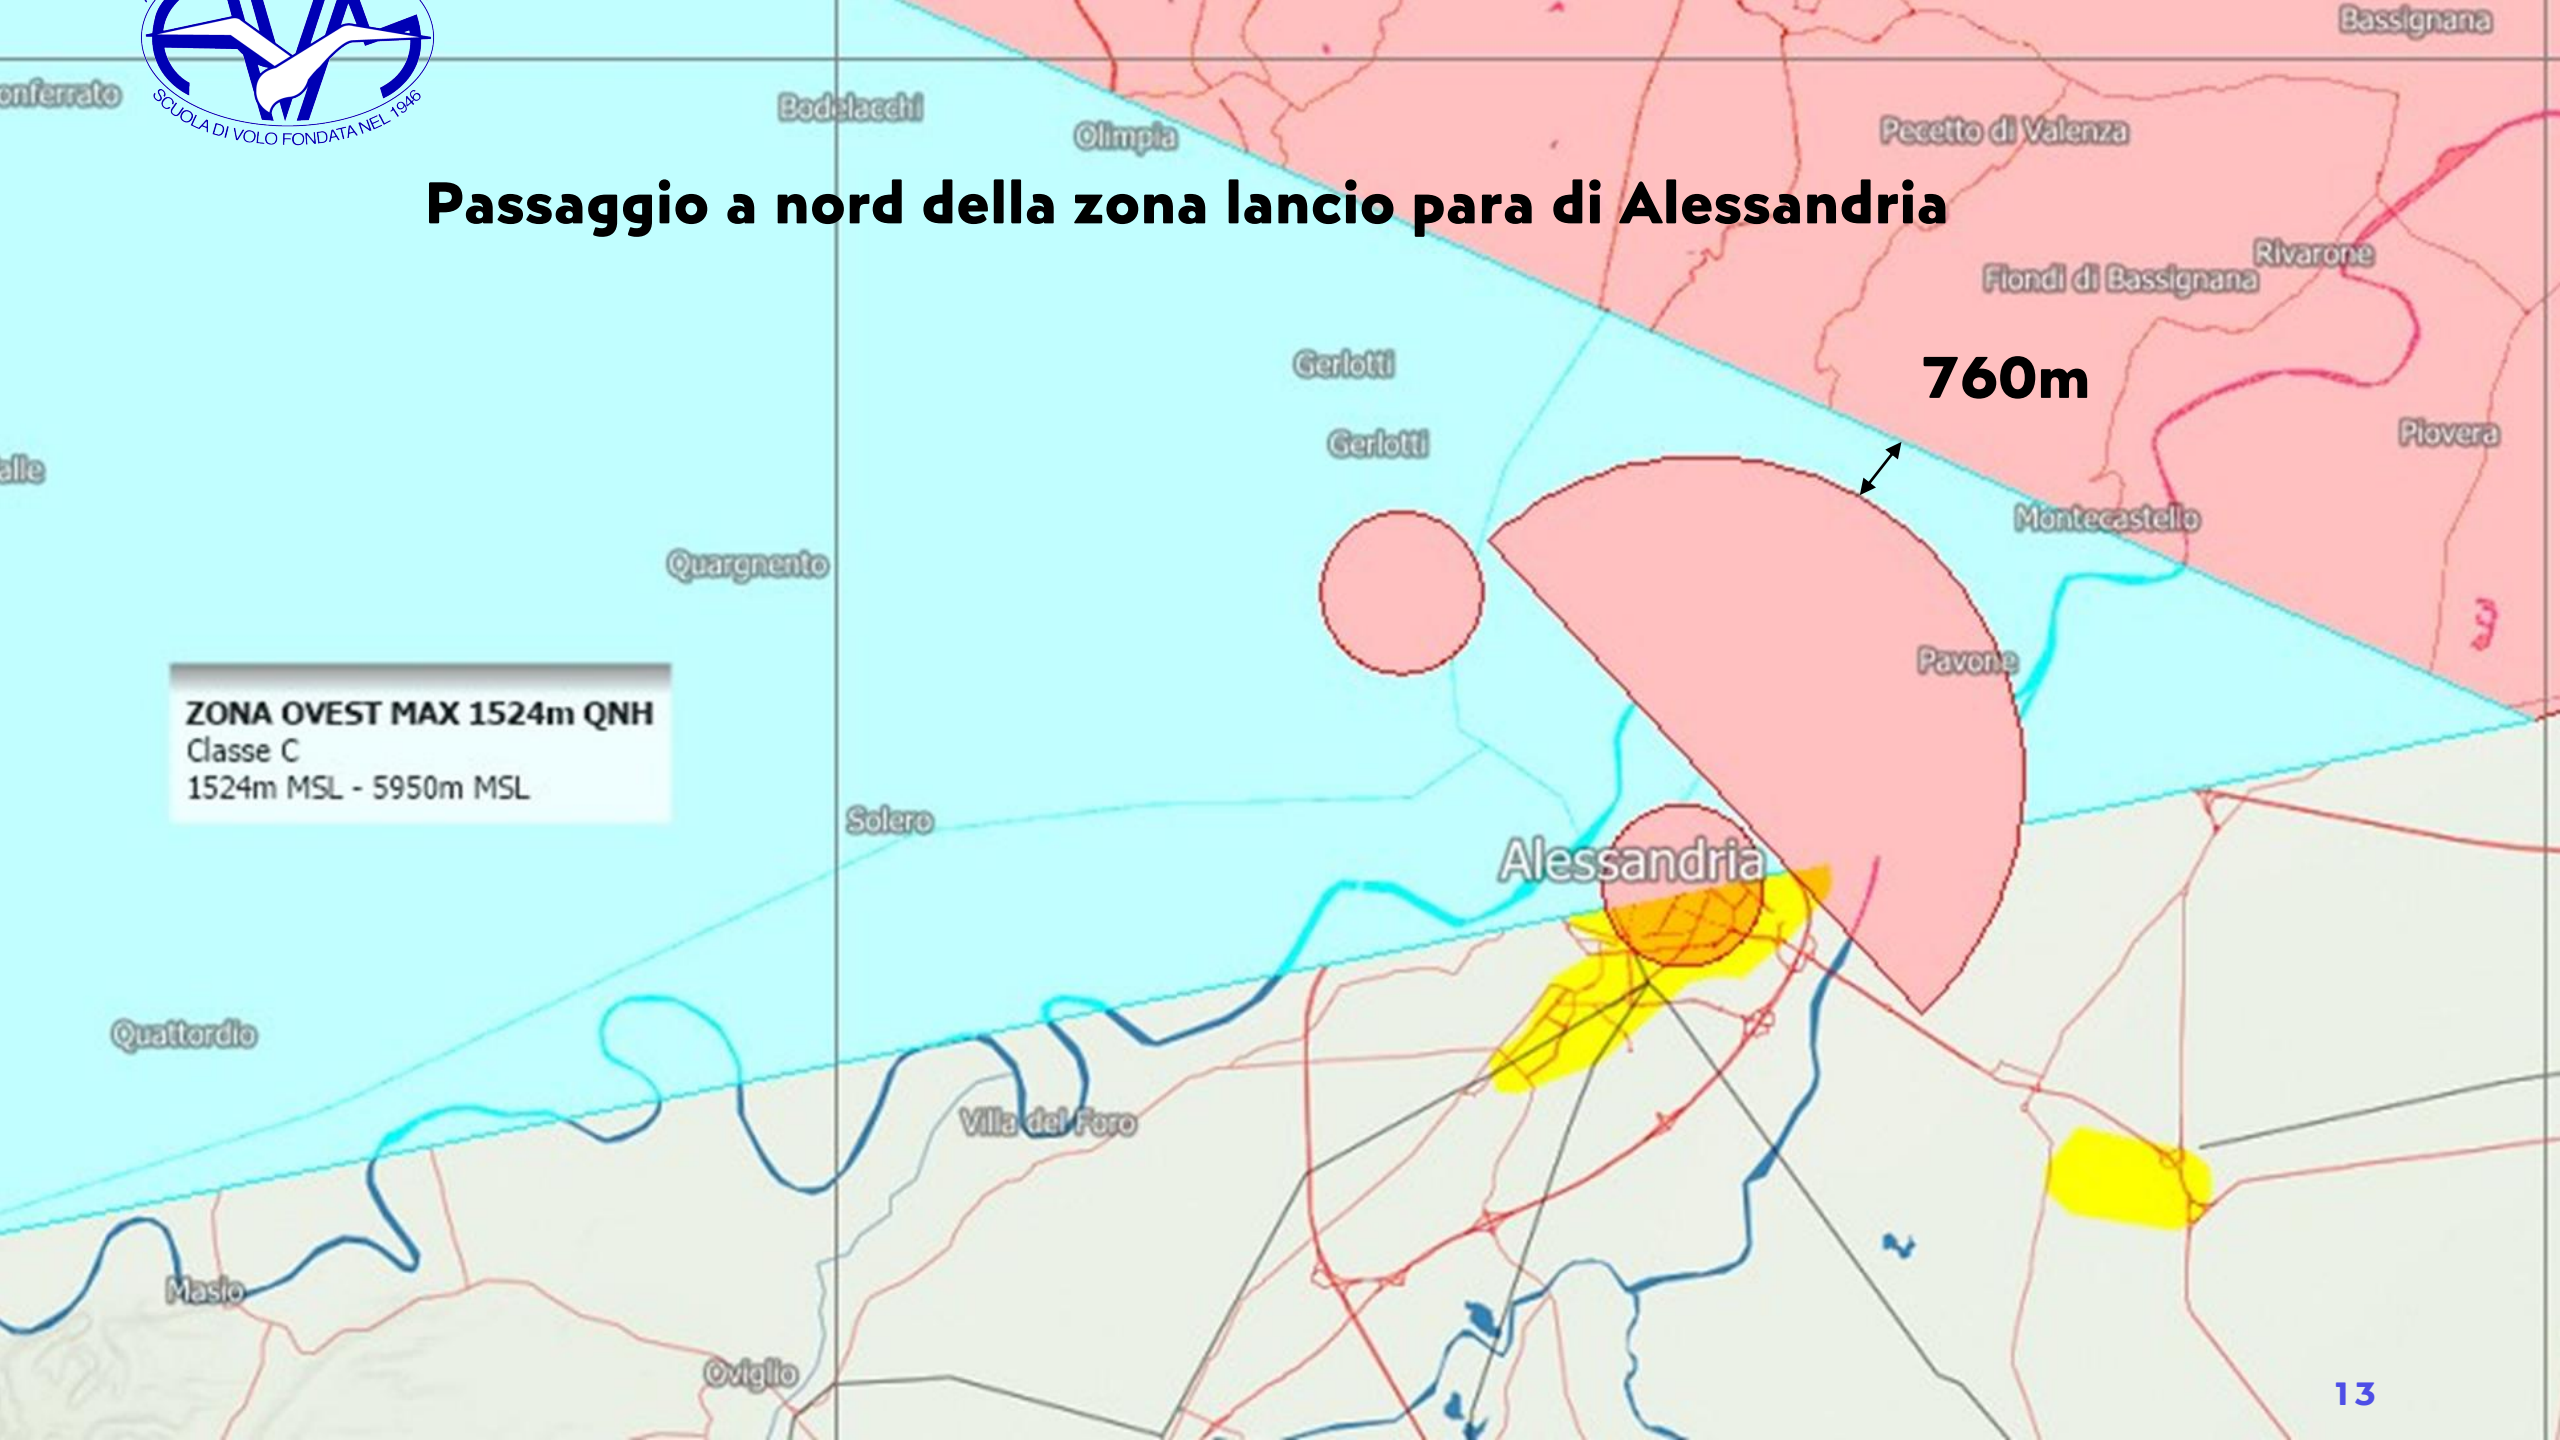 SCUOLA DI VOLO FONDATA NEL 1946
Bassignana
onferrato
Bodelacchi
Olimpia
Pecetto di Valenza
Passaggio a nord della zona lancio para di Alessandria
Rivarone
Fiondi di Bassignana
Gerlotti
760m
Gerlotti
Piovera
alle
Montecastello
Quargnento
Pavone
ZONA OVEST MAX 1524m QNH
Classe C
1524m MSL - 5950m MSL
Solero
Alessandria
Quattordio
Villa del Foro
Masio
Oviglio
13